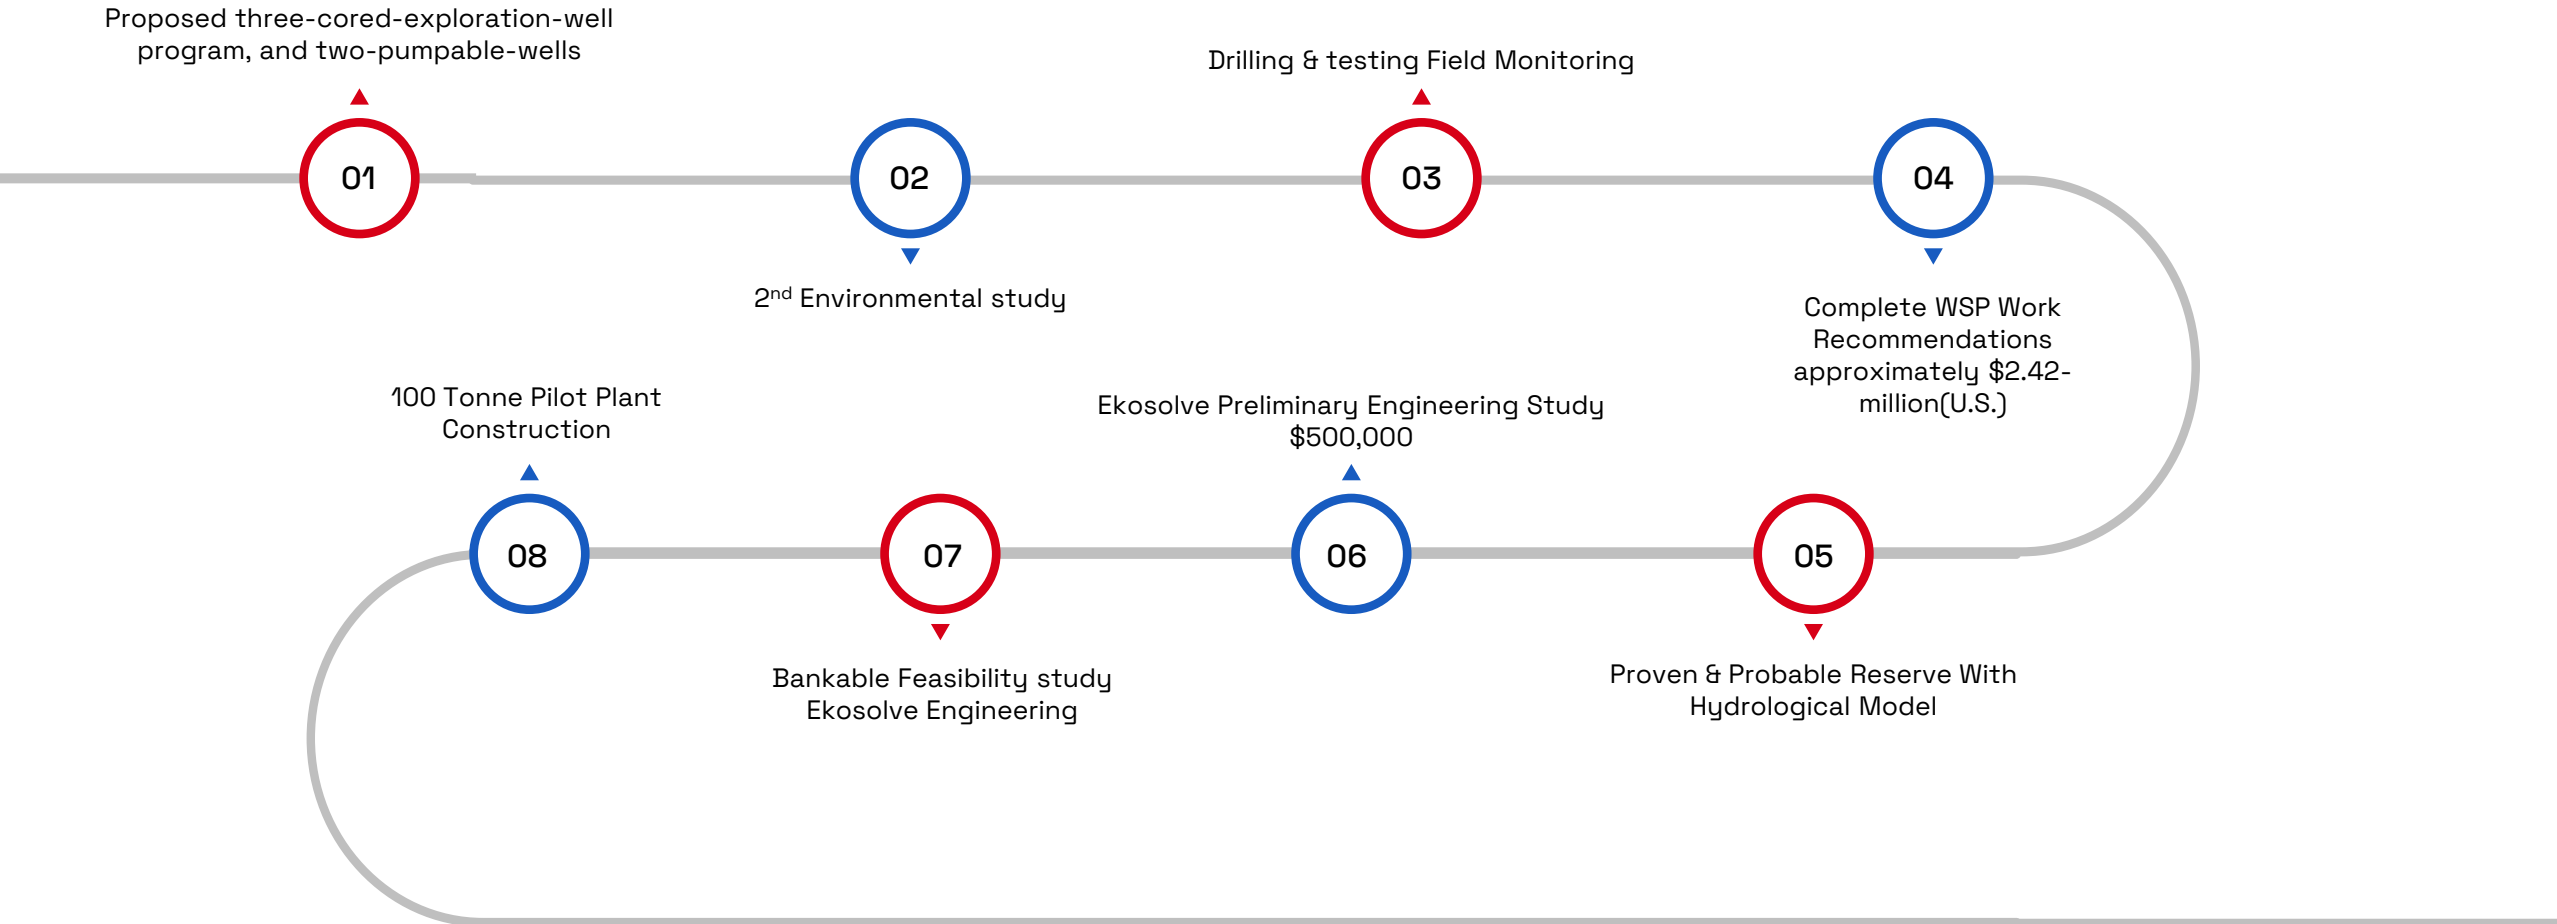 Proposed three-cored-exploration-well
program, and two-pumpable-wells
01
02
2nd Environmental study
Drilling & testing Field Monitoring
03
04
Complete WSP Work
Recommendations
approximately $2.42-
million(U.S.)
05
Proven & Probable Reserve With
Hydrological Model
Ekosolve Preliminary Engineering Study
$500,000
06
07
Bankable Feasibility study
Ekosolve Engineering
100 Tonne Pilot Plant
Construction
08